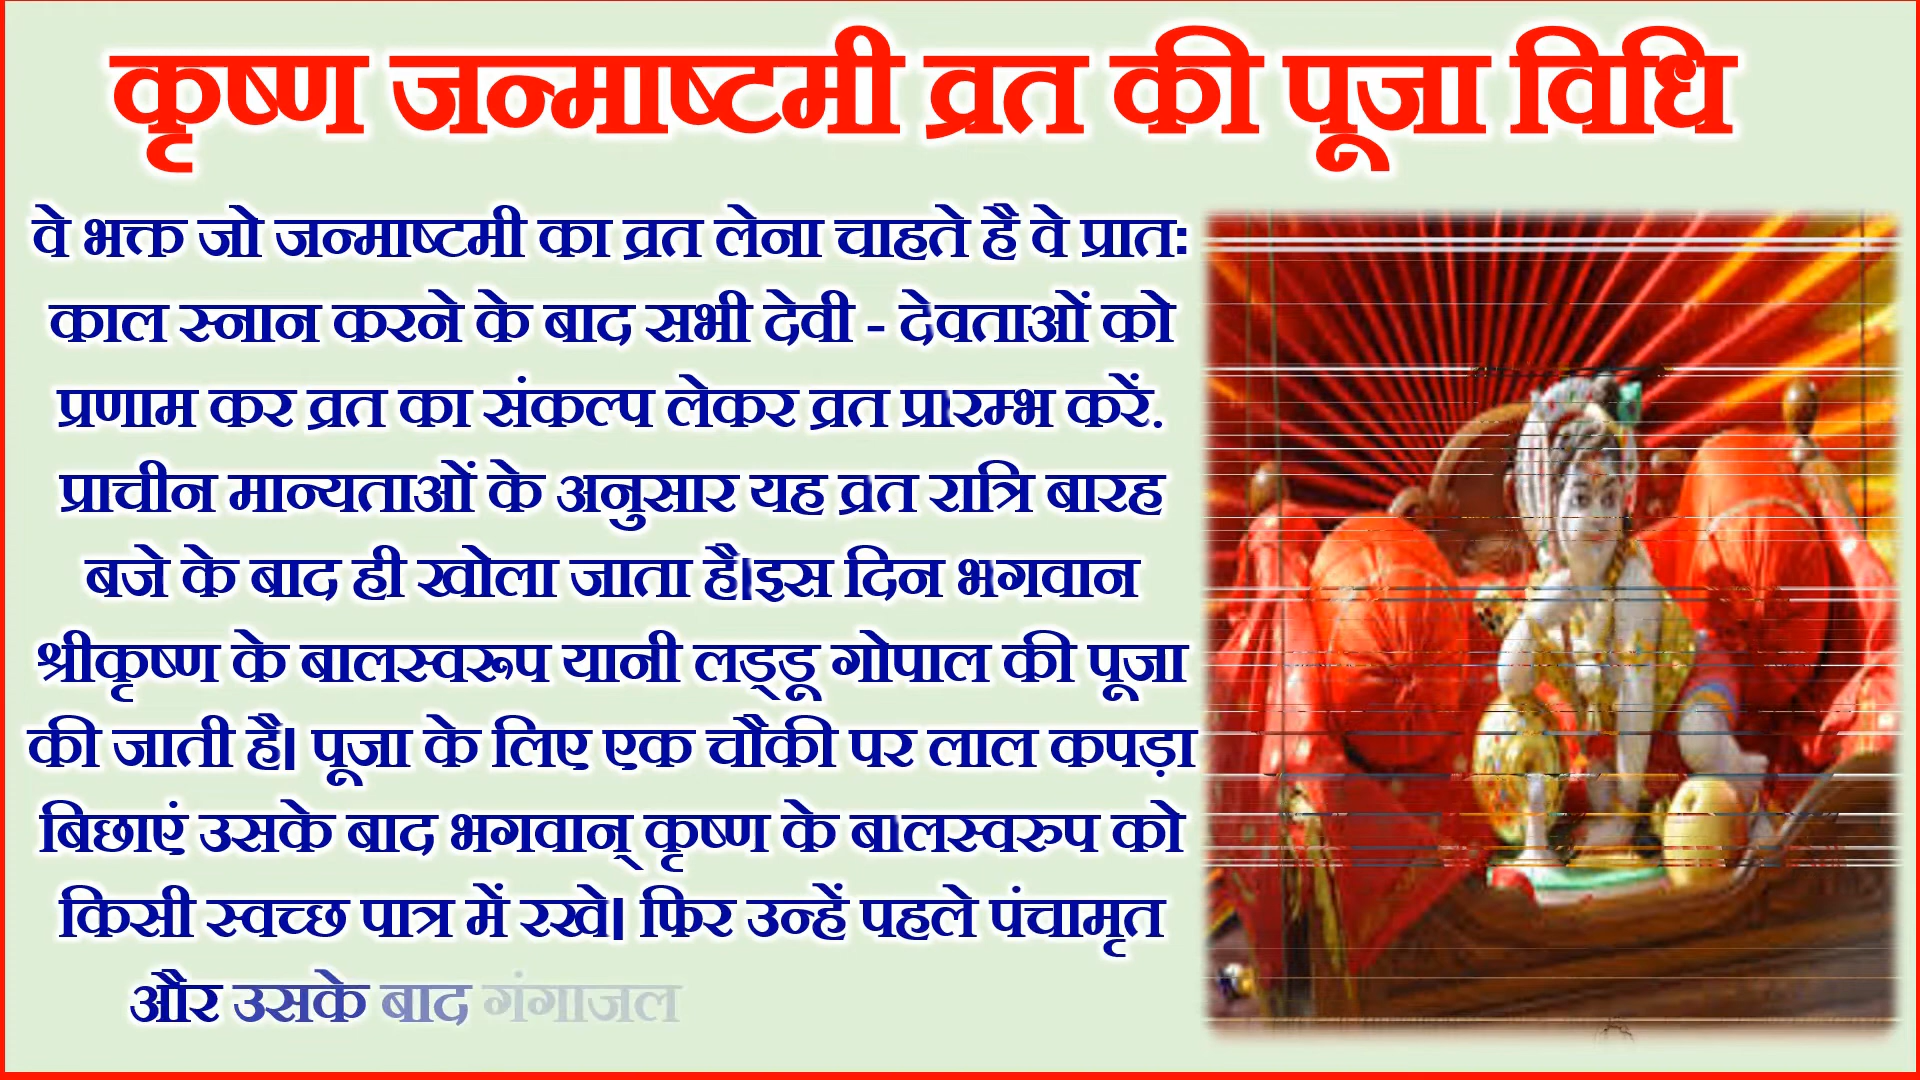 कृष्ण जन्माष्टमी व्रत की पूजा विधि
वे भक्त जो जन्माष्टमी का व्रत लेना चाहते है वे प्रातः
काल स्नान करने के बाद सभी देवी - देवताओं को
प्रणाम कर व्रत का संकल्प लेकर व्रत प्रारम्भ करें.
प्राचीन मान्यताओं के अनुसार यह व्रत रात्रि बारह
बजे के बाद ही खोला जाता है।इस दिन भगवान
श्रीकृष्ण के बालस्वरूप यानी लड्डू गोपाल की पूजा
की जाती है। पूजा के लिए एक चौकी पर लाल कपड़ा
बिछाएं उसके बाद भगवान् कृष्ण के बालस्वरुप को
किसी स्वच्छ पात्र में रखे। फिर उन्हें पहले पंचामृत
और उसके बाद गंगाजल